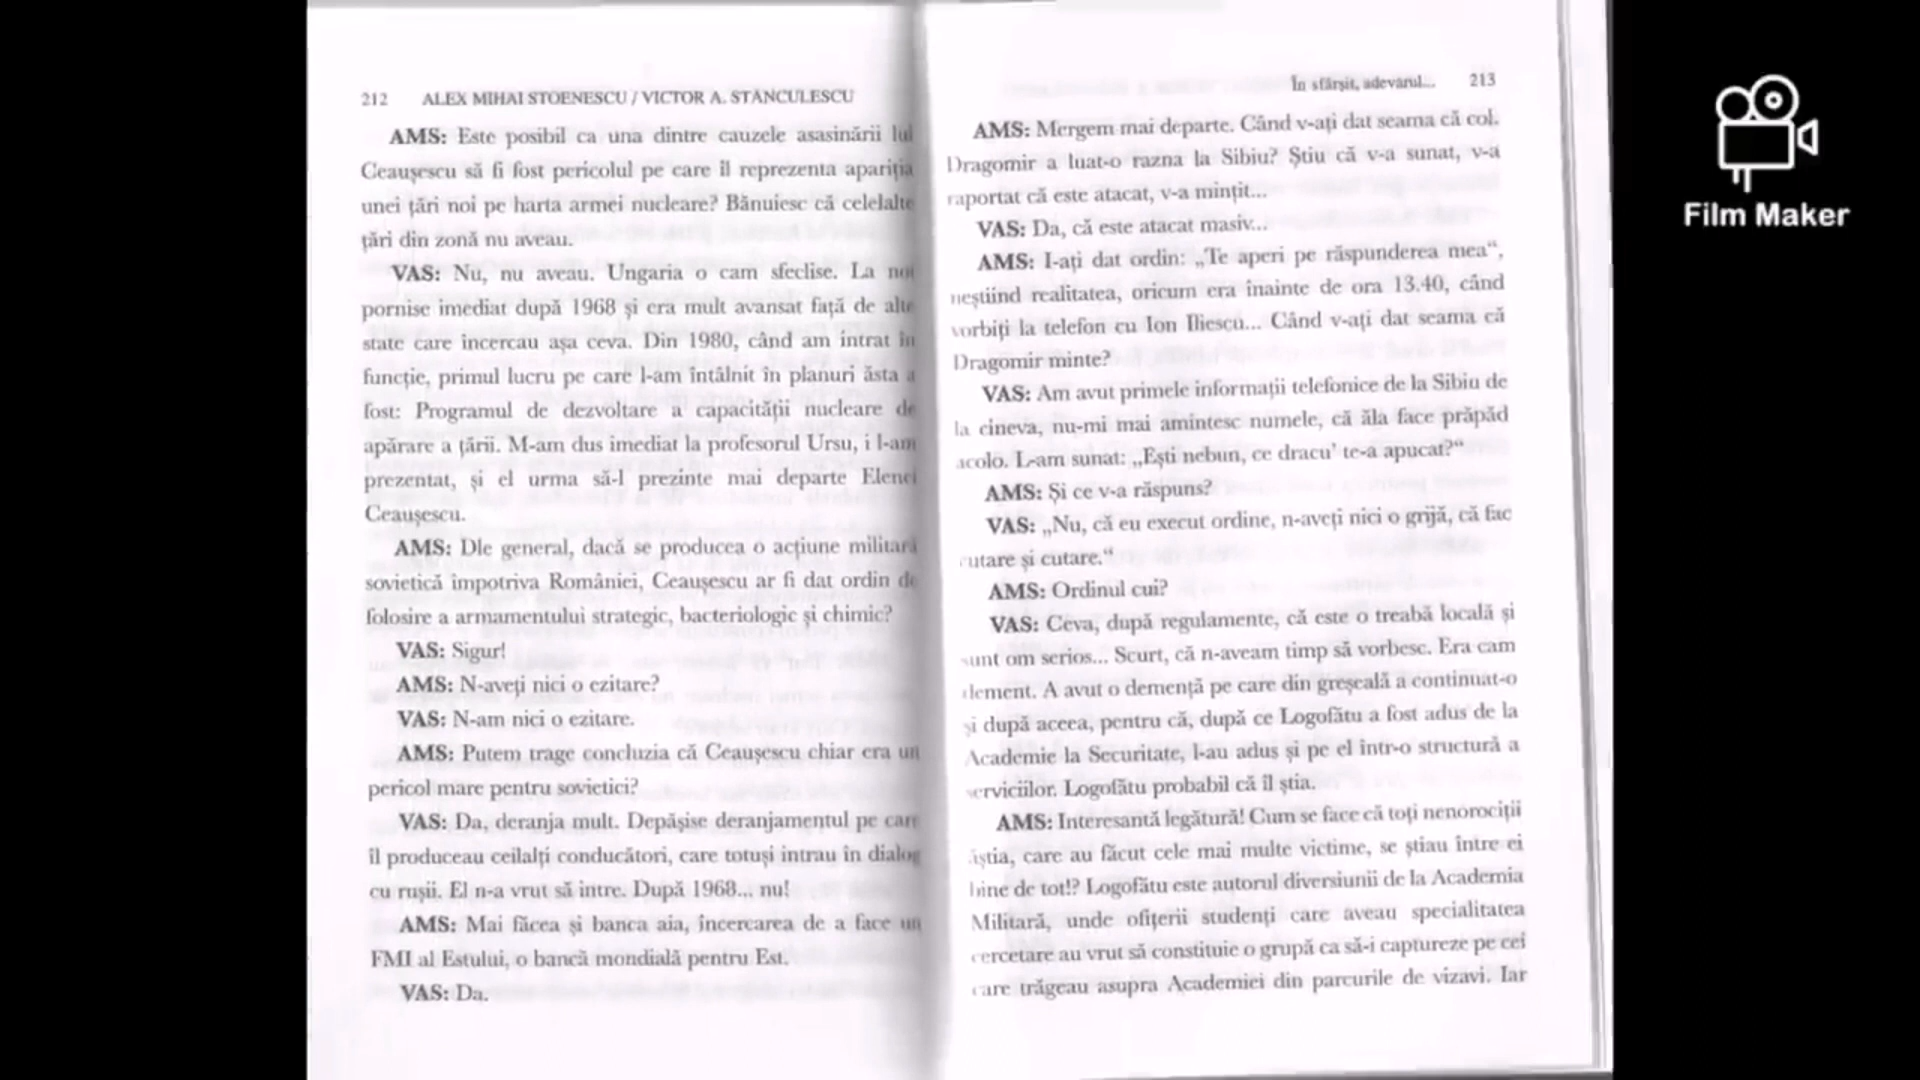 212 ALEX MIHAI STOENESCU / VICTOR A. STĂNCULESCU
AMS: Este posibil ca una dintre cauzele asasinării lui
Ceaușescu să fi fost pericolul pe care îl reprezenta apariția
unei țări noi pe harta armei nucleare? Bănuiesc că celelalte
țări din zonă nu aveau.
VAS: Nu, nu aveau. Ungaria o cam sfeclise. La noi
pornise imediat după 1968 și era mult avansat față de alte
state care încercau așa ceva. Din 1980, când am intrat în
funcție, primul lucru pe care l-am întâlnit în planuri ăsta a
fost: Programul de dezvoltare a capacității nucleare de
apărare a țării. M-am dus imediat la profesorul Ursu, i l-am
prezentat, și el urma să-l prezinte mai departe Elenei
Ceaușescu.
AMS: Dle general, dacă se producea o acțiune militară
sovietică împotriva României, Ceaușescu ar fi dat ordin de
folosire a armamentului strategic, bacteriologic și chimic?
VAS: Sigur!
AMS: N-aveți nici o ezitare?
VAS: N-am nici o ezitare.
AMS: Putem trage concluzia că Ceaușescu chiar era un
pericol mare pentru sovietici?
VAS: Da, deranja mult. Depășise deranjamentul pe care
îl produceau ceilalți conducători, care totuși intrau în dialog
cu rușii. El n-a vrut să intre. După 1968... nu!
AMS: Mai făcea și banca aia, încercarea de a face un
FMI al Estului, o bancă mondială pentru Est.
VAS: Da.
În sfârșit, adevărul... 213
AMS: Mergem mai departe. Când v-ați dat seama că col.
Dragomir a luat-o razna la Sibiu? Știu că v-a sunat, v-a
raportat că este atacat, v-a mințit...
VAS: Da, că este atacat masiv...
AMS: I-ați dat ordin: „Te aperi pe răspunderea mea“,
neștiind realitatea, oricum era înainte de ora 13.40, când
vorbiți la telefon cu Ion Iliescu... Când v-ați dat seama că
Dragomir minte?
VAS: Am avut primele informații telefonice de la Sibiu de
la cineva, nu-mi mai amintesc numele, că ăla face prăpăd
acolo. L-am sunat: „Ești nebun, ce dracu' te-a apucat?“
AMS: Și ce v-a răspuns?
VAS: „Nu, că eu execut ordine, n-aveți nici o grijă, că fac
cutare și cutare.“
AMS: Ordinul cui?
VAS: Ceva, după regulamente, că este o treabă locală și
sunt om serios... Scurt, că n-aveam timp să vorbesc. Era cam
dement. A avut o demență pe care din greșeală a continuat-o
și după aceea, pentru că, după ce Logofătu a fost adus de la
Academie la Securitate, l-au adus și pe el într-o structură a
serviciilor. Logofătu probabil că îl știa.
AMS: Interesantă legătură! Cum se face că toți nenorociții
ăștia, care au făcut cele mai multe victime, se știau între ei
bine de tot!? Logofătu este autorul diversiunii de la Academia
Militară, unde ofițerii studenți care aveau specialitatea
cercetare au vrut să constituie o grupă ca să-i captureze pe cei
care trăgeau asupra Academiei din parcurile de vizavi. Iar
Film Maker